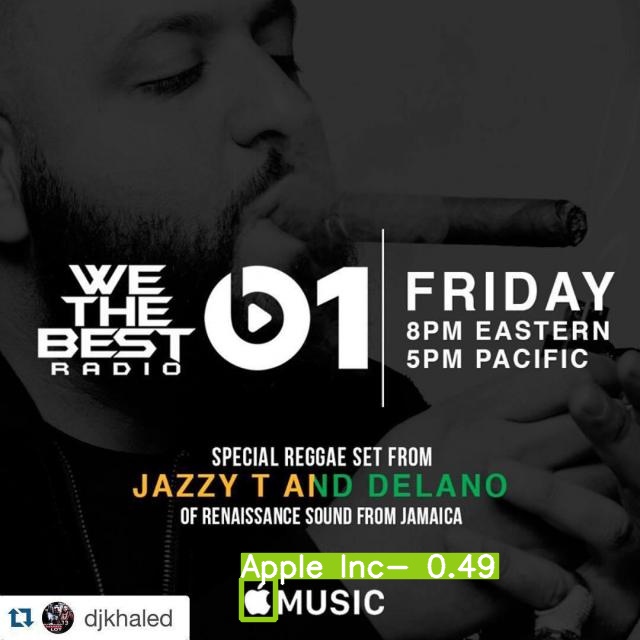 WE
THE
BEST
RADIO
b1
FRIDAY
8PM EASTERN
5PM PACIFIC
SPECIAL REGGAE SET FROM
JAZZY T AND DELANO
OF RENAISSANCE SOUND FROM JAMAICA
Apple Inc- 0.49
MUSIC
djkhaled